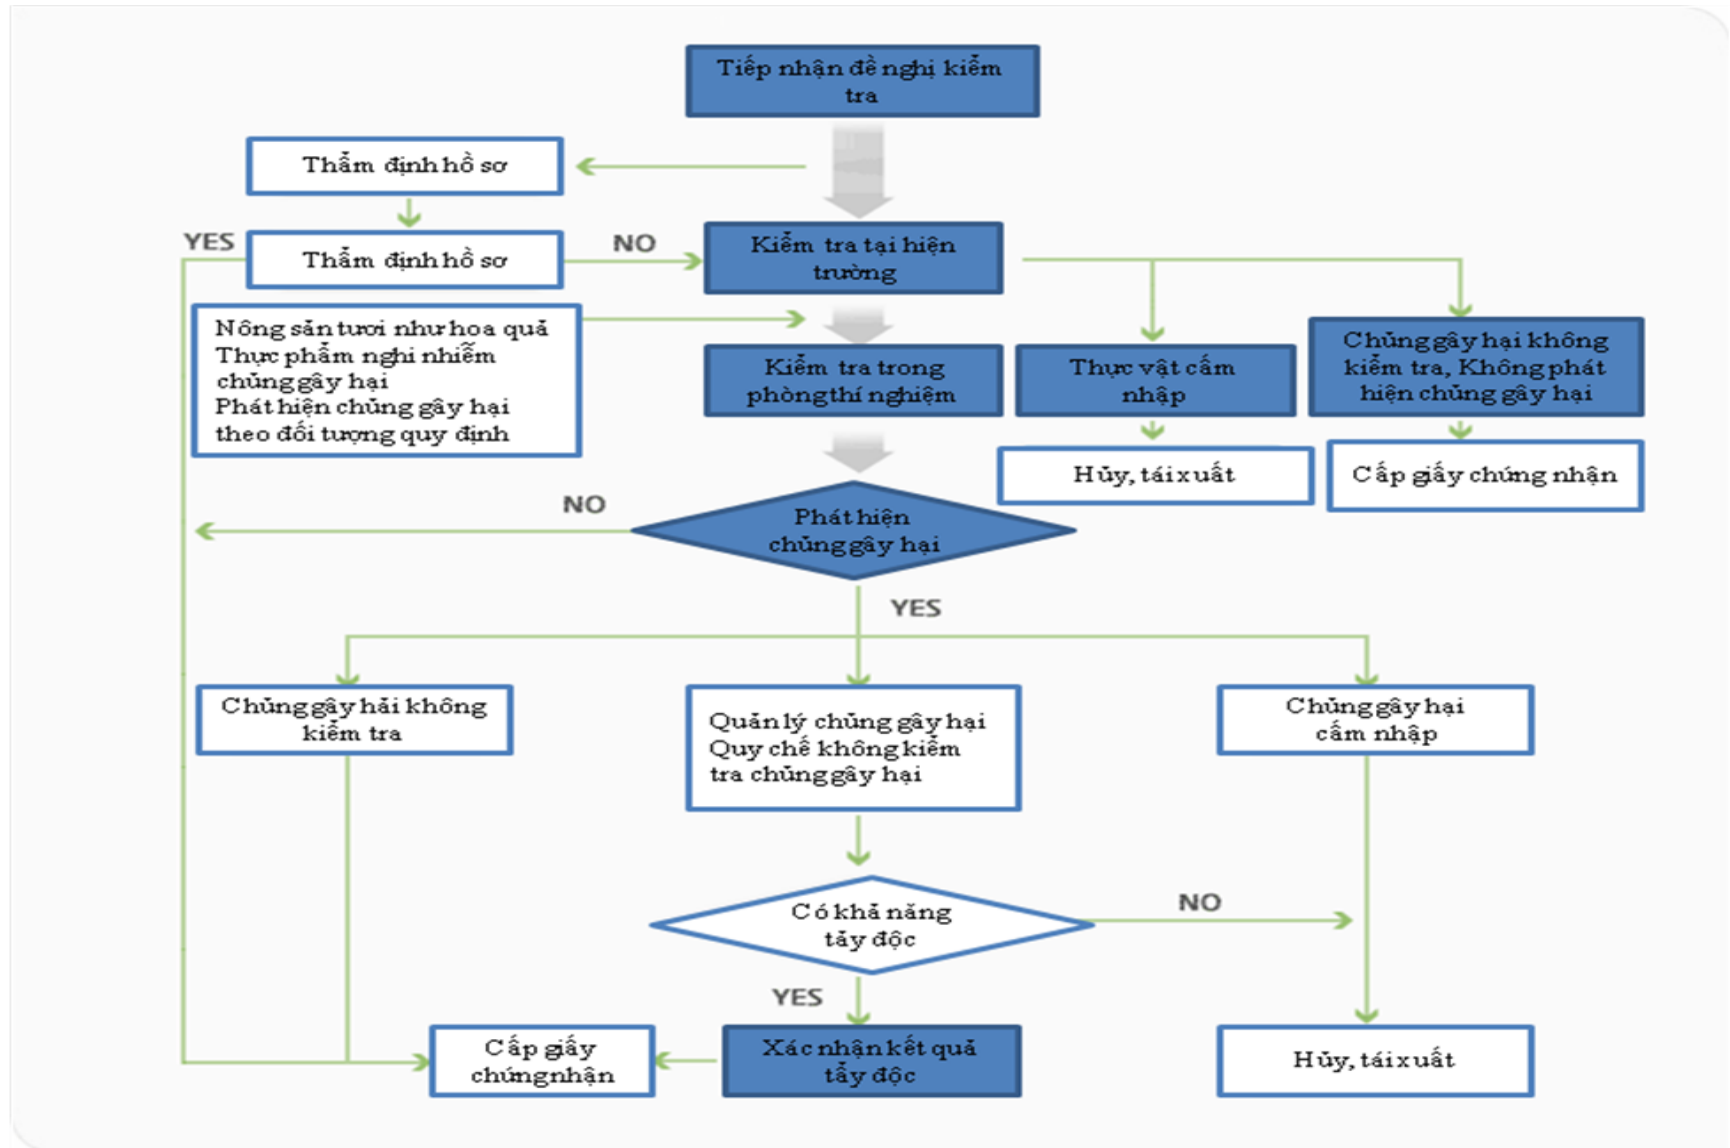 Tiếp nhận đề nghị kiểm
tra
Thẩm định hồ sơ
YES
Thẩm định hồ sơ
NO
Kiểm tra tại hiện
trường
Nông sản tươi như hoa quả
Thực phẩm nghi nhiễm
chủng gây hại
Phát hiện chủng gây hại
theo đối tượng quy định
Kiểm tra trong
phòng thí nghiệm
Thực vật cấm
nhập
Chủng gây hại không
kiểm tra, Không phát
hiện chủng gây hại
Hủy, tái xuất
Cấp giấy chứng nhận
NO
Phát hiện
chủng gây hại
YES
Chủng gây hải không
kiểm tra
Quản lý chủng gây hại
Quy chế không kiểm
tra chủng gây hại
Chủng gây hại
cấm nhập
Có khả năng
tảy độc
NO
YES
Cấp giấy
chứng nhận
Xác nhận kết quả
tẩy độc
Hủy, tái xuất